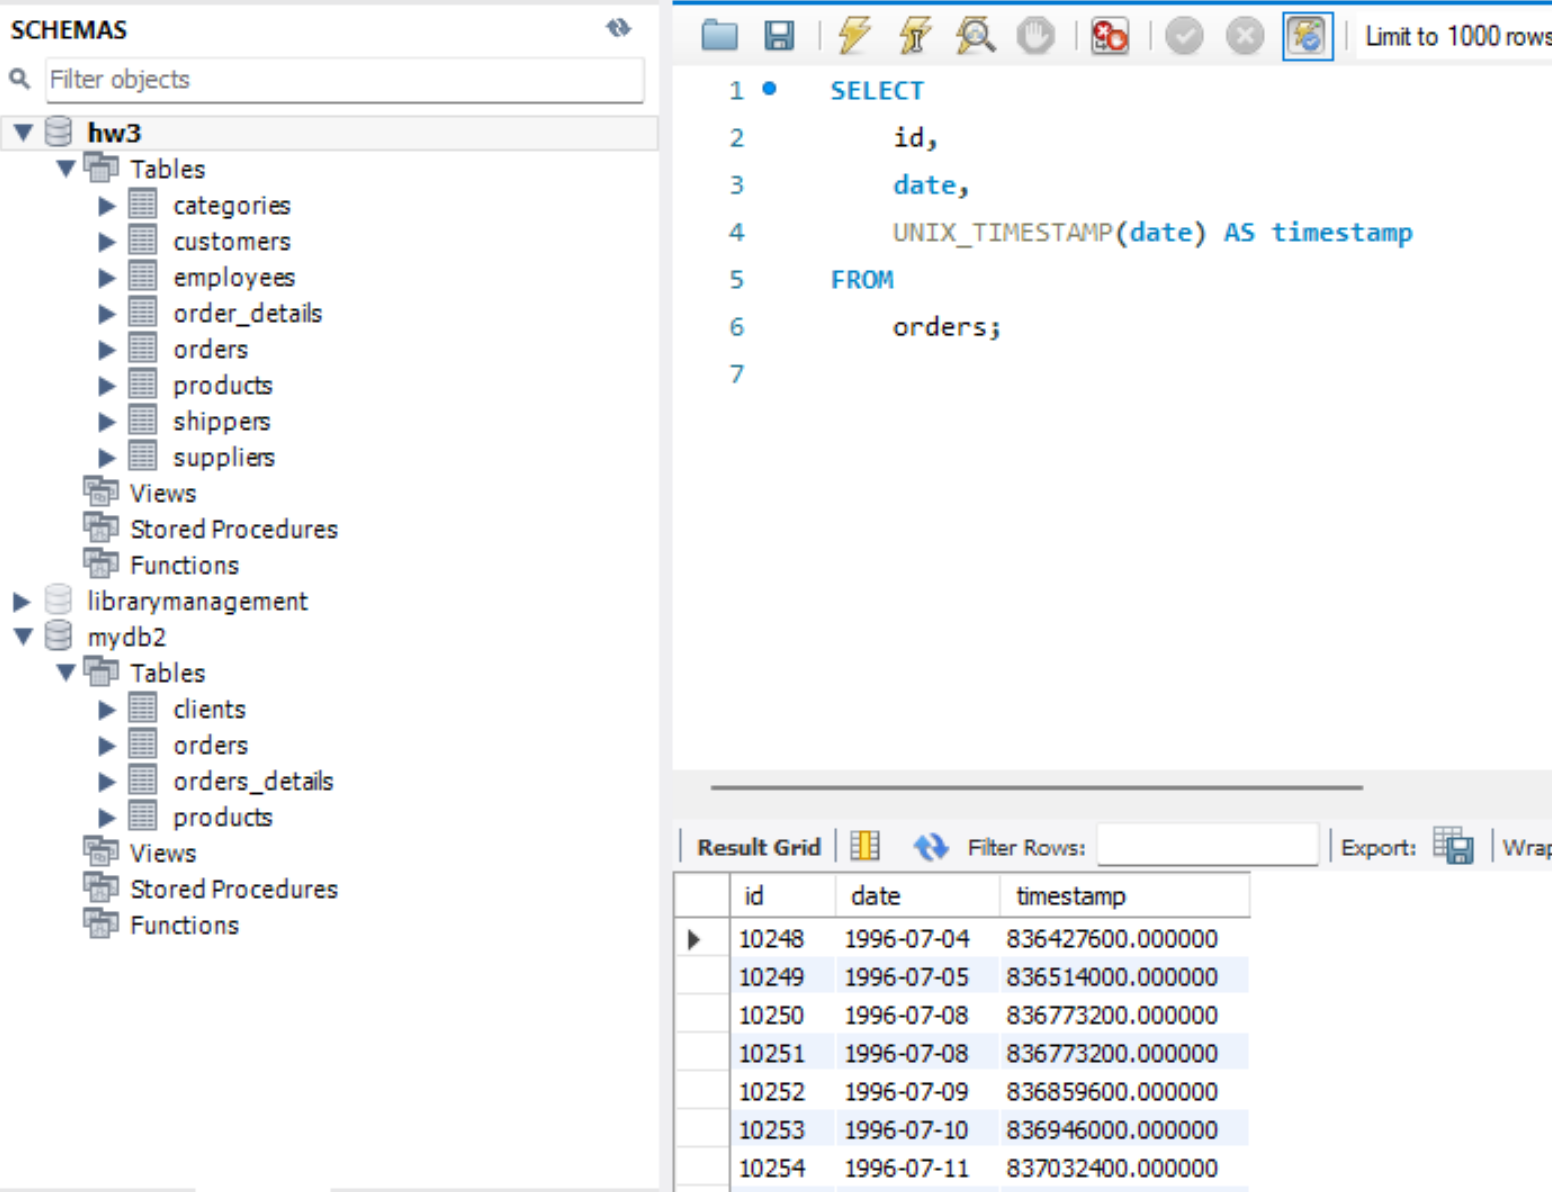 SCHEMAS
Filter objects
hw3
Tables
categories
customers
employees
order_details
orders
products
shippers
suppliers
Views
Stored Procedures
Functions
librarymanagement
mydb2
Tables
clients
orders
orders_details
products
Views
Stored Procedures
Functions
Limit to 1000 rows
1 SELECT
2 id,
3 date,
4 UNIX_TIMESTAMP(date) AS timestamp
5 FROM
6 orders;
7
Result Grid Filter Rows: Export: Wrap
id date timestamp
10248 1996-07-04 836427600.000000
10249 1996-07-05 836514000.000000
10250 1996-07-08 836773200.000000
10251 1996-07-08 836773200.000000
10252 1996-07-09 836859600.000000
10253 1996-07-10 836946000.000000
10254 1996-07-11 837032400.000000